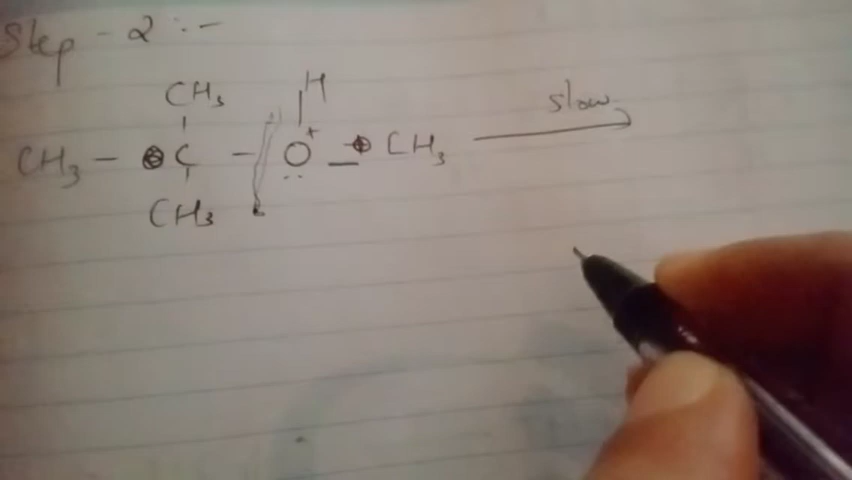 Step - 2 :-
CH3 H slow
CH3 - C - O+ - CH3
CH3